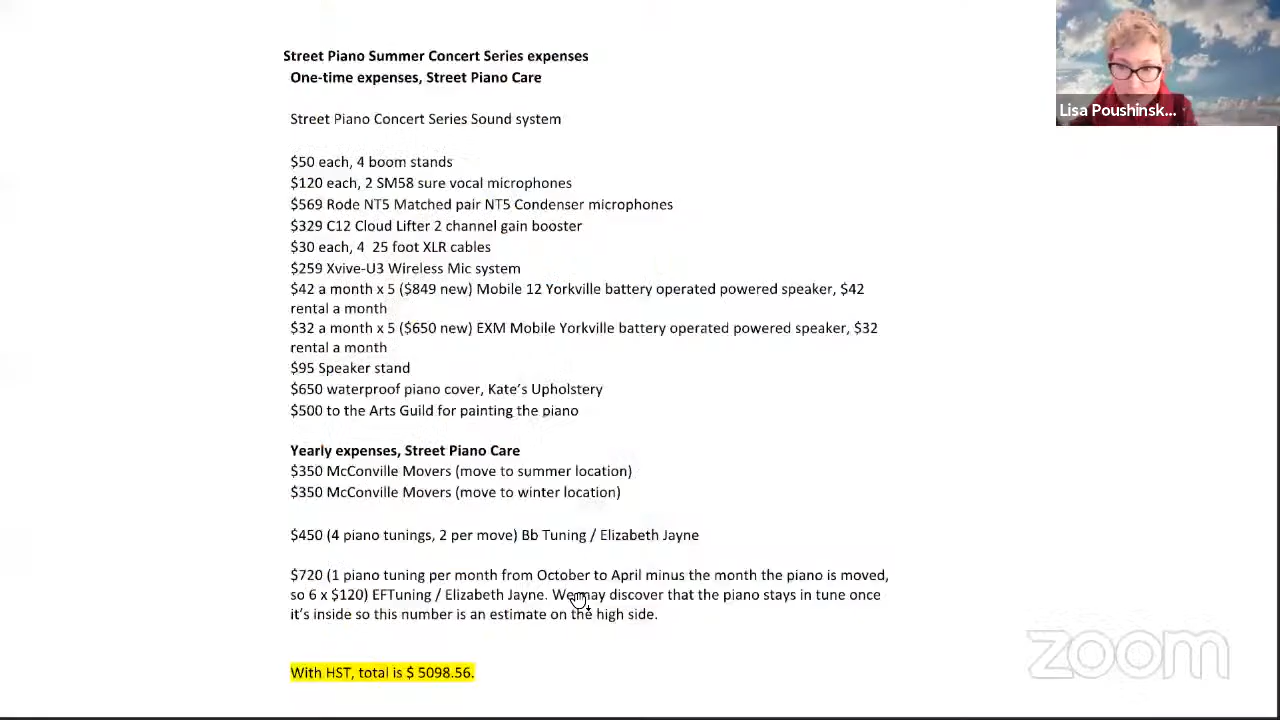 Street Piano Summer Concert Series expenses
One-time expenses, Street Piano Care
Street Piano Concert Series Sound system
$50 each, 4 boom stands
$120 each, 2 SM58 sure vocal microphones
$569 Rode NT5 Matched pair NT5 Condenser microphones
$329 C12 Cloud Lifter 2 channel gain booster
$30 each, 4  25 foot XLR cables
$259 Xvive-U3 Wireless Mic system
$42 a month x 5 ($849 new) Mobile 12 Yorkville battery operated powered speaker, $42
rental a month
$32 a month x 5 ($650 new) EXM Mobile Yorkville battery operated powered speaker, $32
rental a month
$95 Speaker stand
$650 waterproof piano cover, Kate's Upholstery
$500 to the Arts Guild for painting the piano
Yearly expenses, Street Piano Care
$350 McConville Movers (move to summer location)
$350 McConville Movers (move to winter location)
$450 (4 piano tunings, 2 per move) Bb Tuning / Elizabeth Jayne
$720 (1 piano tuning per month from October to April minus the month the piano is moved,
so 6 x $120) EFTuning / Elizabeth Jayne. We may discover that the piano stays in tune once
it's inside so this number is an estimate on the high side.
With HST, total is $ 5098.56.
Lisa Poushinsk...
zoom